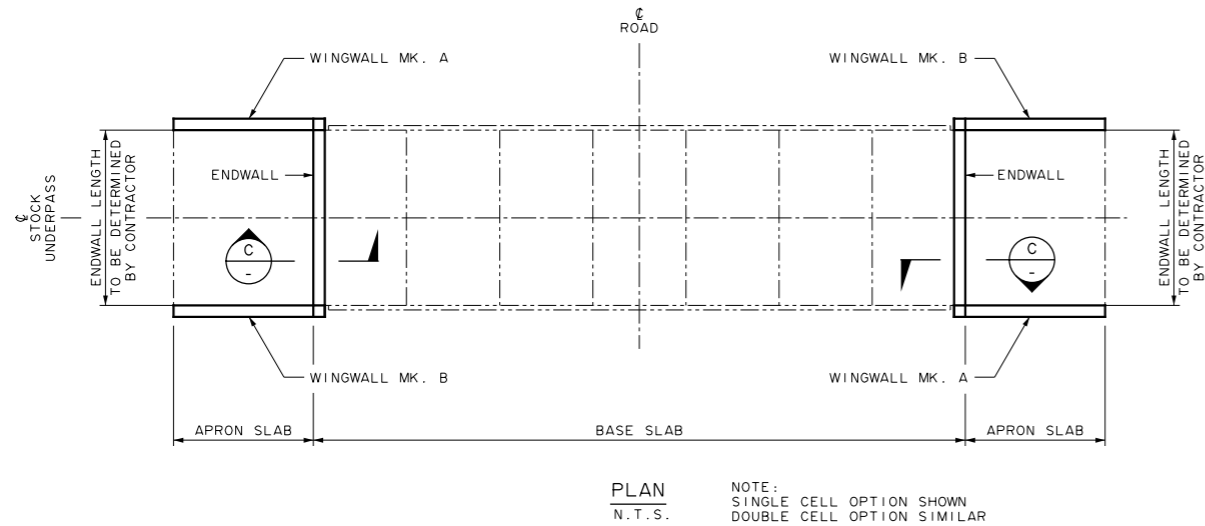 ℄
ROAD
WINGWALL MK. A
WINGWALL MK. B
℄
STOCK
UNDERPASS
ENDWALL LENGTH
TO BE DETERMINED
BY CONTRACTOR
ENDWALL
ENDWALL
ENDWALL LENGTH
TO BE DETERMINED
BY CONTRACTOR
C
-
C
-
WINGWALL MK. B
WINGWALL MK. A
APRON SLAB
BASE SLAB
APRON SLAB
PLAN
N.T.S.
NOTE:
SINGLE CELL OPTION SHOWN
DOUBLE CELL OPTION SIMILAR